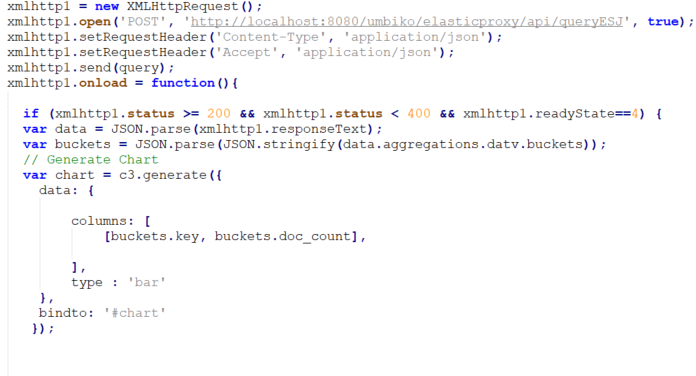 xmlhttp1 = new XMLHttpRequest();
xmlhttp1.open('POST', 'http://localhost:8080/umbiko/elasticproxy/api/queryESJ', true);
xmlhttp1.setRequestHeader('Content-Type', 'application/json');
xmlhttp1.setRequestHeader('Accept', 'application/json');
xmlhttp1.send(query);
xmlhttp1.onload = function(){
if (xmlhttp1.status >= 200 && xmlhttp1.status < 400 && xmlhttp1.readyState==4) {
var data = JSON.parse(xmlhttp1.responseText);
var buckets = JSON.parse(JSON.stringify(data.aggregations.datv.buckets));
// Generate Chart
var chart = c3.generate({
data: {
columns: [
[buckets.key, buckets.doc_count],
],
type : 'bar'
},
bindto: '#chart'
});